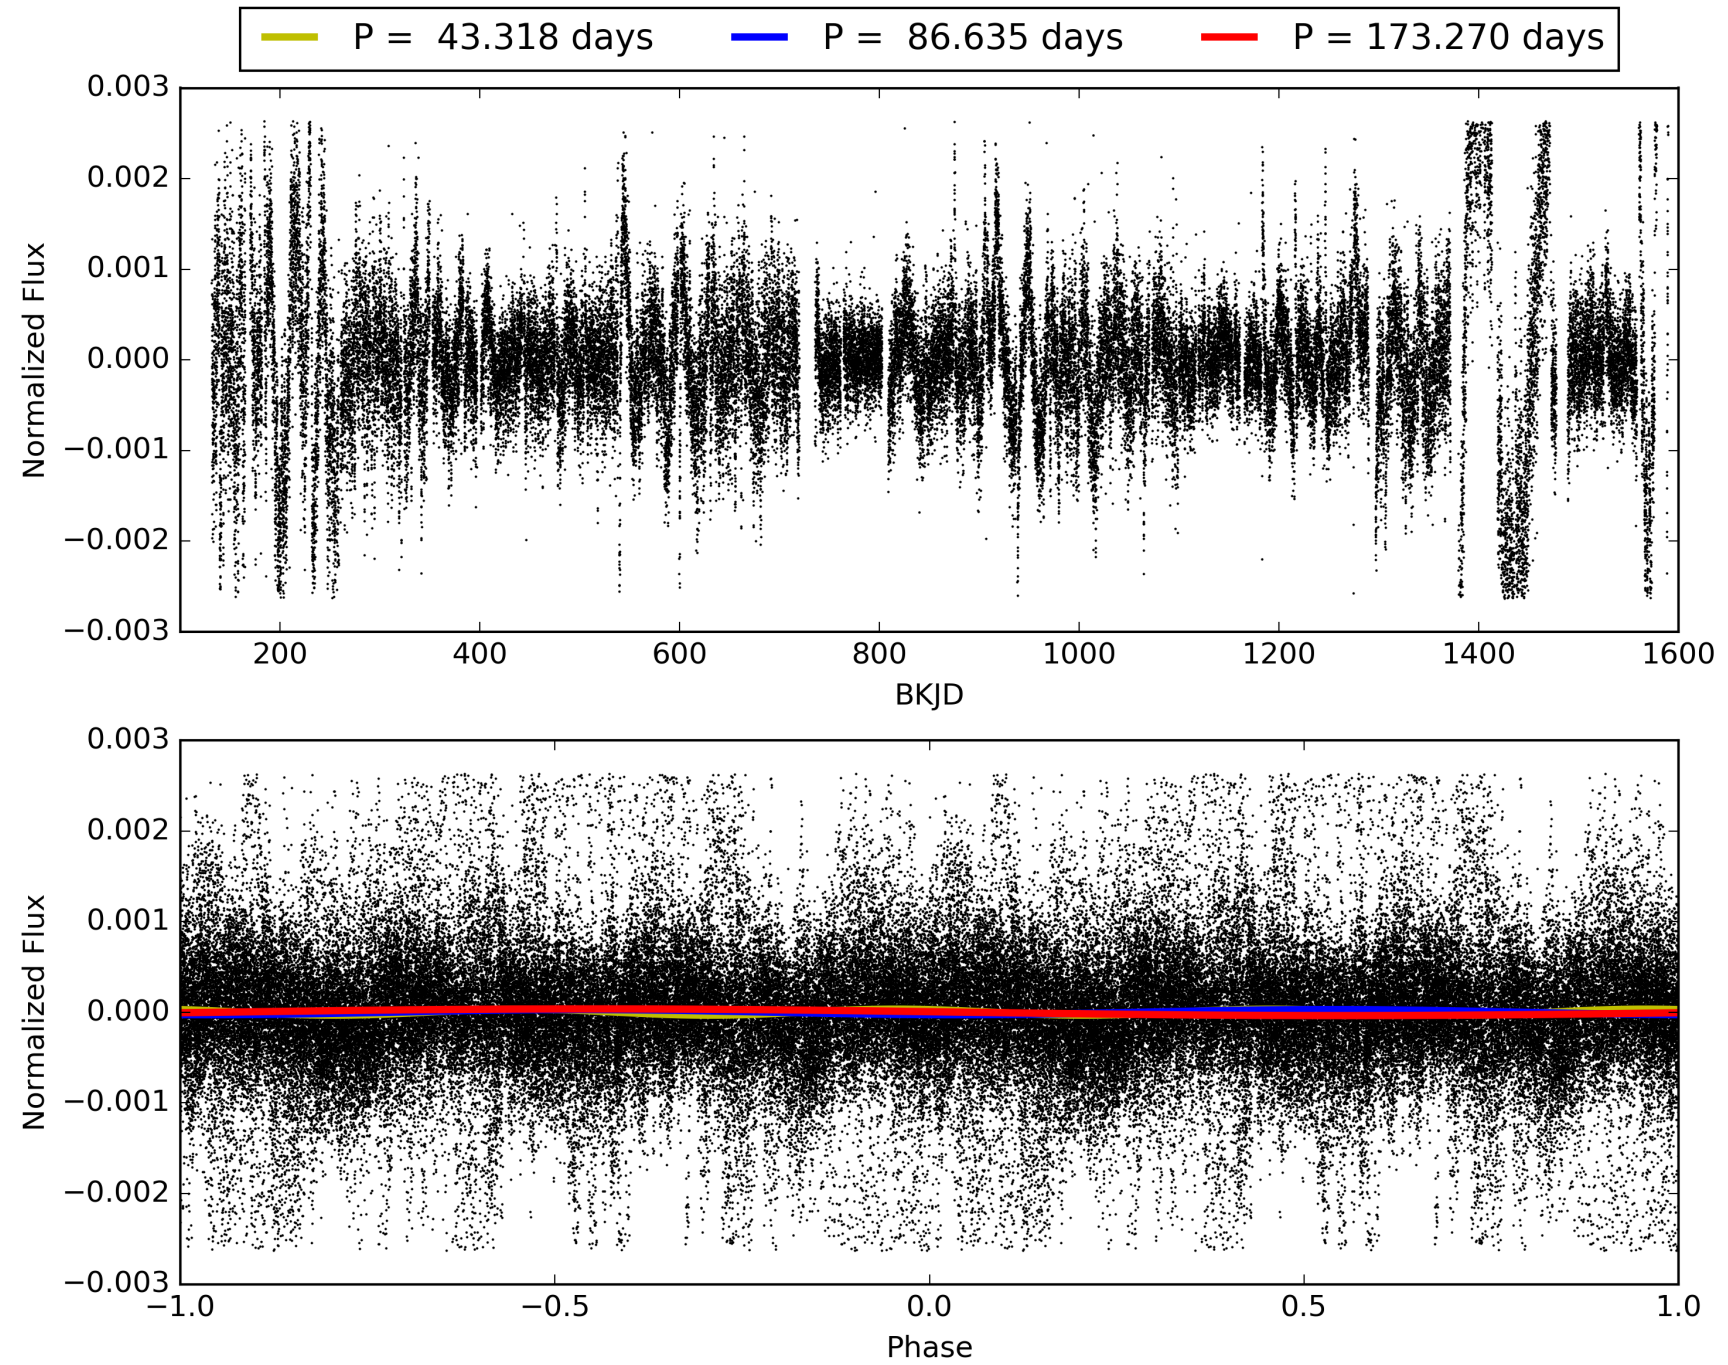 P =  43.318 days P =  86.635 days P = 173.270 days
0.003
0.002
0.001
0.000
−0.001
−0.002
−0.003
Normalized Flux
200 400 600 800 1000 1200 1400 1600
BKJD
0.003
0.002
0.001
0.000
−0.001
−0.002
−0.003
Normalized Flux
−1.0 −0.5 0.0 0.5 1.0
Phase